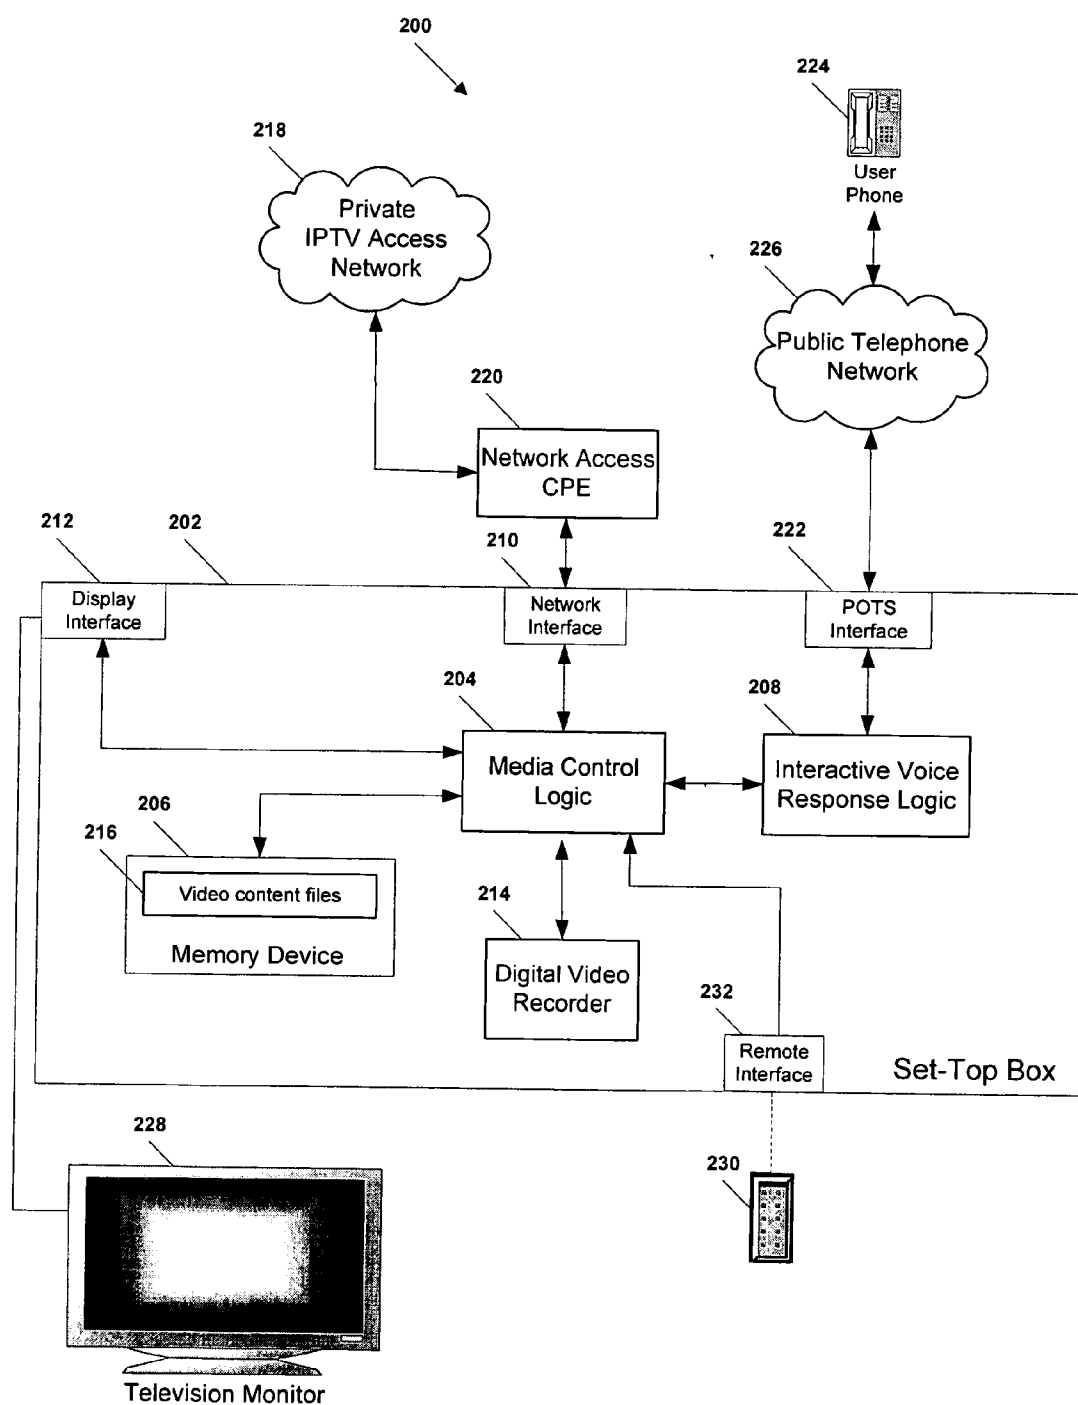 200
224
User
Phone
218
Private
IPTV Access
Network
226
Public Telephone
Network
220
Network Access
CPE
212
202
210
222
Display
Interface
Network
Interface
POTS
Interface
204
208
Media Control
Logic
Interactive Voice
Response Logic
206
216
Video content files
Memory Device
214
Digital Video
Recorder
232
Remote
Interface
Set-Top Box
228
230
Television Monitor